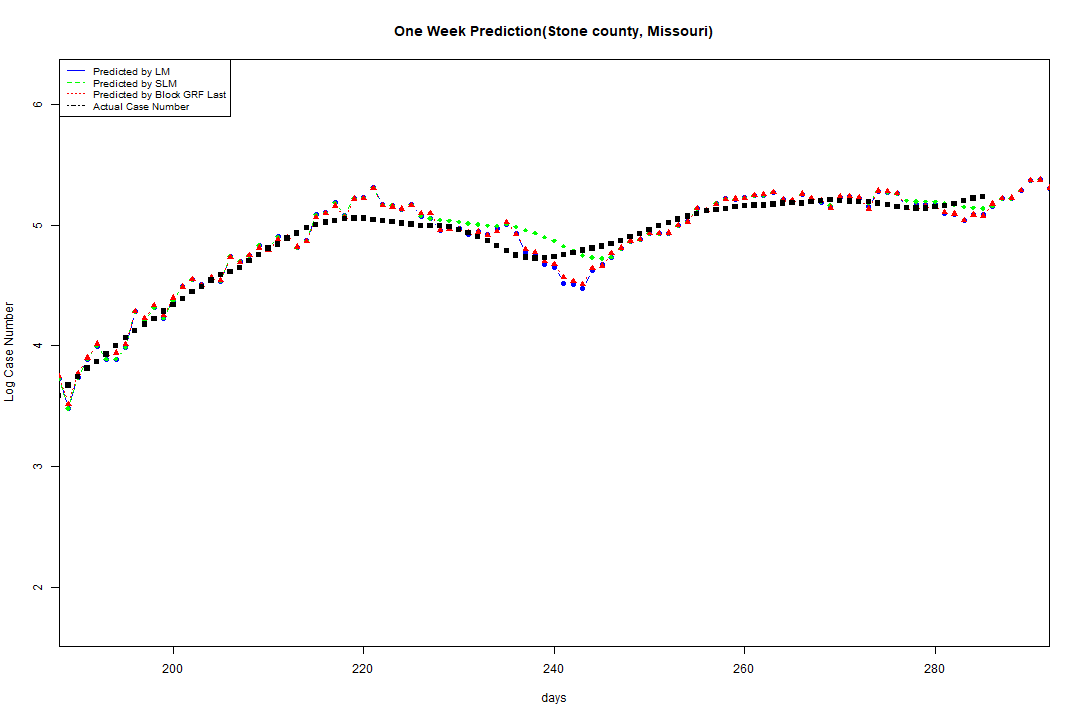 One Week Prediction(Stone county, Missouri)
Predicted by LM
Predicted by SLM
Predicted by Block GRF Last
Actual Case Number
6
5
4
3
2
Log Case Number
200 220 240 260 280
days